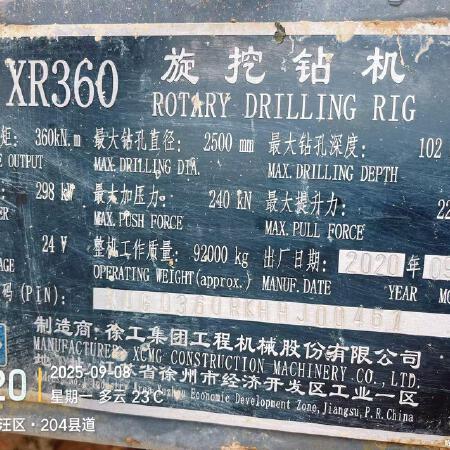 XR360 旋挖钻机
ROTARY DRILLING RIG
矩: 360kN.m 最大钻孔直径: 2500 mm 最大钻孔深度: 102
OUTPUT MAX. DRILLING DIA. MAX. DRILLING DEPTH
298 kW 最大加压力: 240 kN 最大提升力: 22
MAX. PUSH FORCE MAX. PULL FORCE
24 V 整机工作质量: 92000 kg 出厂日期: 2020 年 09
OPERATING WEIGHT(approx.) MANUF. DATE YEAR
码(PIN):
制造商: 徐工集团工程机械股份有限公司
MANUFACTURER XCMG CONSTRUCTION MACHINERY CO., LTD.
2025-09-08 省徐州市经济开发区工业一区
20 星期一 多云 23℃ Economic Development Zone, Jiangsu, P.R.China
汪区·204县道